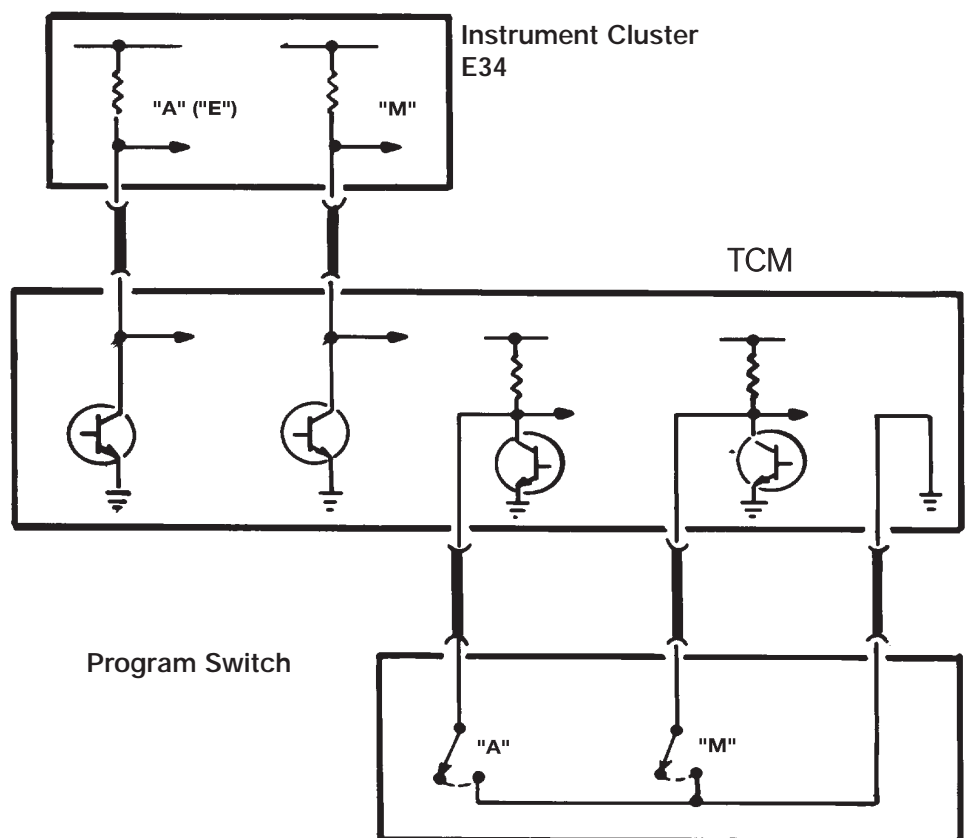 Instrument Cluster
E34
"A" ("E")
"M"
TCM
Program Switch
"A"
"M"